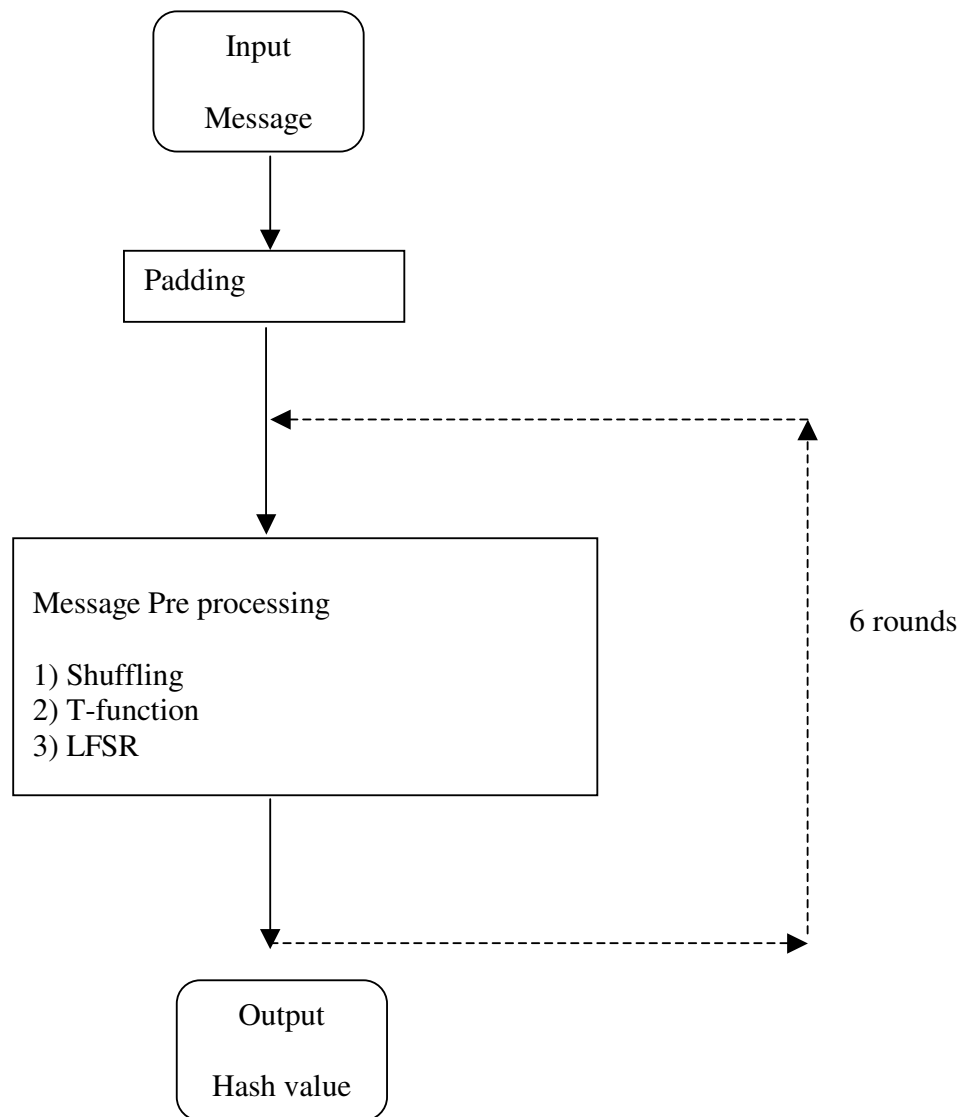 Input
Message
Padding
Message Pre processing
1) Shuffling
2) T-function
3) LFSR
6 rounds
Output
Hash value